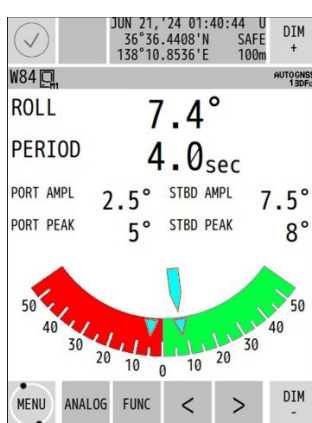 JUN 21, '24 01:40:44 U
36°36.4408'N SAFE
138°10.8536'E 100m
DIM
+
W84 M1
AUTOGNSS
ROLL 7.4°
PERIOD 4.0sec
PORT AMPL 2.5° STBD AMPL 7.5°
PORT PEAK 5° STBD PEAK 8°
50 40 30 20 10 0 10 20 30 40 50
MENU ANALOG FUNC < > DIM
-